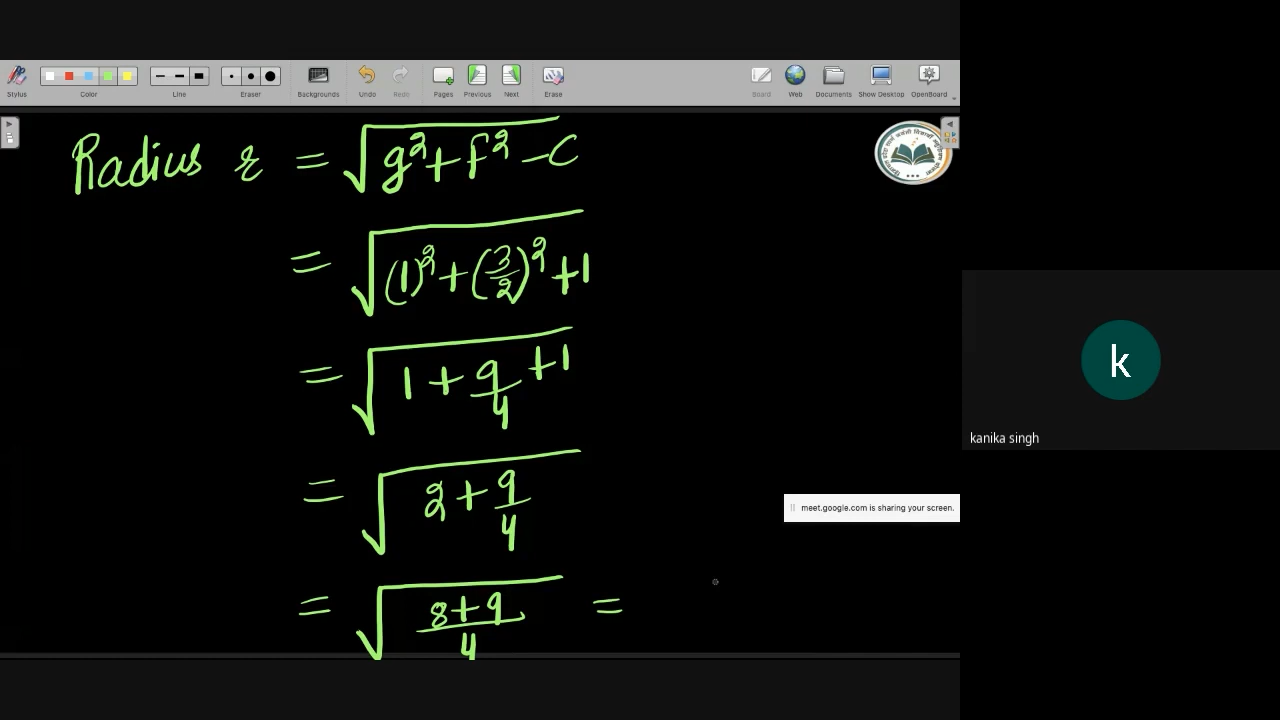 Stylus Color Line Eraser Backgrounds Undo Redo Pages Previous Next Erase Board Web Documents Show Desktop OpenBoard
Radius r = √(g² + f² - c)
= √((1)² + (3/2)² + 1)
= √(1 + 9/4 + 1)
= √(2 + 9/4)
= √((8+9)/4) =
k
kanika singh
meet.google.com is sharing your screen.